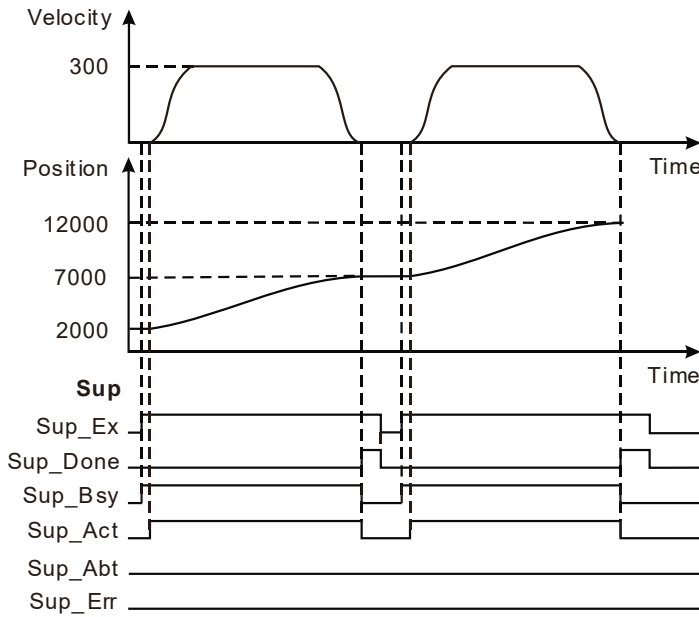 Velocity
300
Time
Position
12000
7000
2000
Time
Sup
Sup_Ex
Sup_Done
Sup_Bsy
Sup_Act
Sup_Abt
Sup_Err